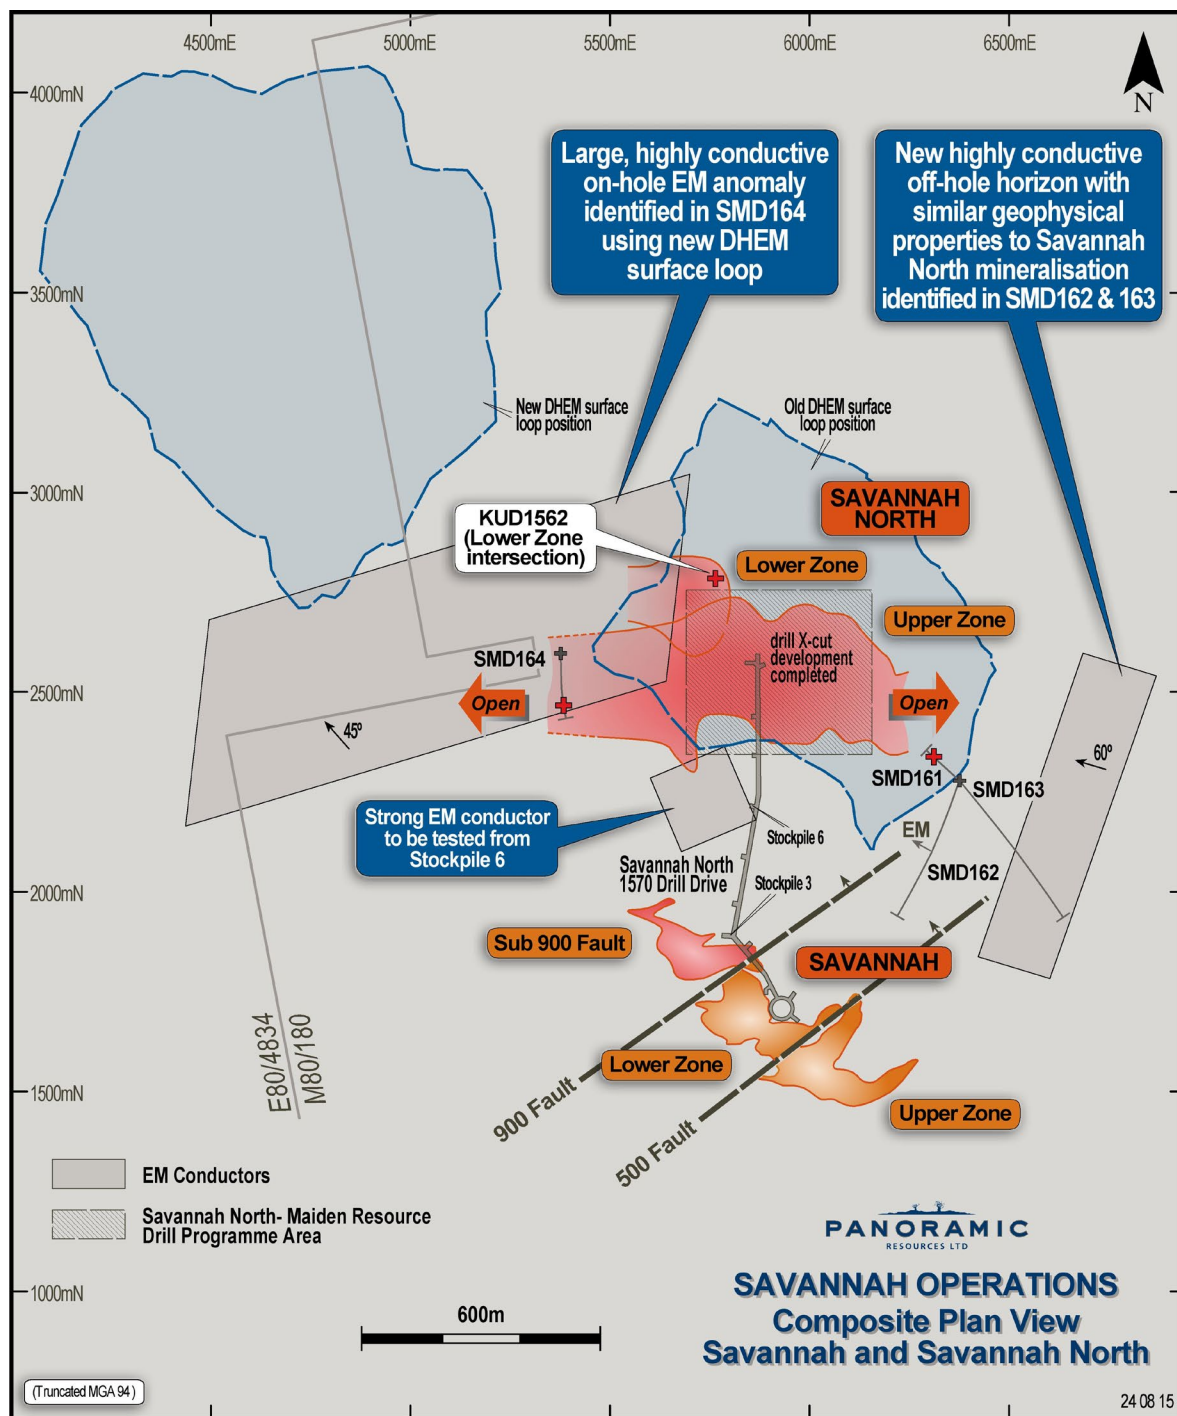 4500mE
5000mE
5500mE
6000mE
6500mE
4000mN
N
Large, highly conductive
on-hole EM anomaly
identified in SMD164
using new DHEM
surface loop
New highly conductive
off-hole horizon with
similar geophysical
properties to Savannah
North mineralisation
identified in SMD162 & 163
3500mN
New DHEM surface
loop position
Old DHEM surface
loop position
3000mN
SAVANNAH
NORTH
KUD1562
(Lower Zone
intersection)
Lower Zone
Upper Zone
drill X-cut
development
completed
SMD164
2500mN
Open
Open
45º
60º
SMD161
SMD163
Strong EM conductor
to be tested from
Stockpile 6
Stockpile 6
EM
SMD162
Savannah North
1570 Drill Drive
Stockpile 3
2000mN
Sub 900 Fault
SAVANNAH
E80/4834
M80/180
Lower Zone
1500mN
900 Fault
Upper Zone
500 Fault
EM Conductors
Savannah North- Maiden Resource
Drill Programme Area
PANORAMIC
RESOURCES LTD
1000mN
SAVANNAH OPERATIONS
600m
Composite Plan View
Savannah and Savannah North
(Truncated MGA 94 )
24 08 15